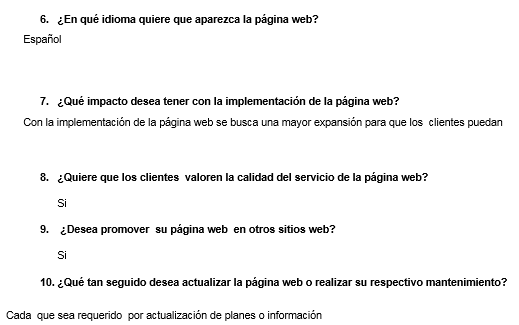 6. ¿En qué idioma quiere que aparezca la página web?
Español
7. ¿Qué impacto desea tener con la implementación de la página web?
Con la implementación de la página web se busca una mayor expansión para que los clientes puedan
8. ¿Quiere que los clientes valoren la calidad del servicio de la página web?
Si
9. ¿Desea promover su página web en otros sitios web?
Si
10. ¿Qué tan seguido desea actualizar la página web o realizar su respectivo mantenimiento?
Cada que sea requerido por actualización de planes o información